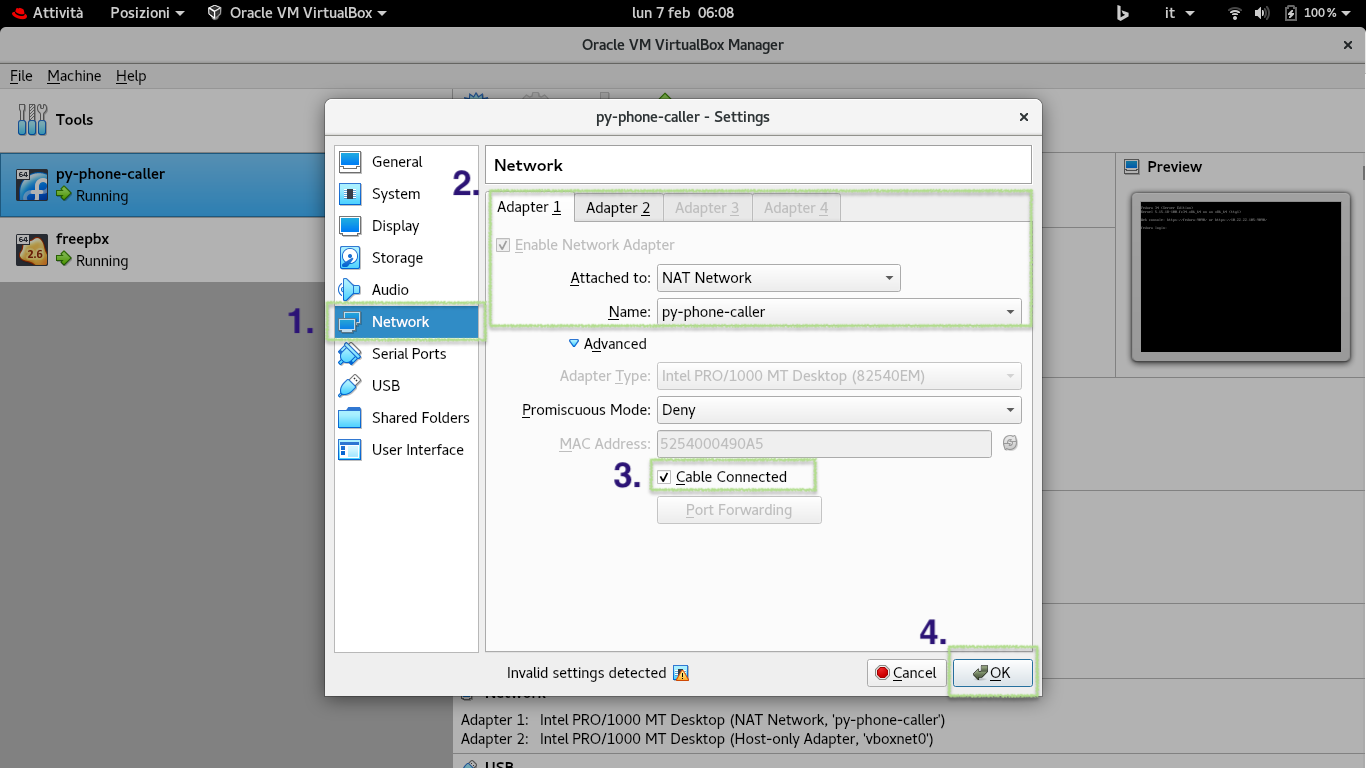 Attività Posizioni Oracle VM VirtualBox lun 7 feb 06:08 it 100%
Oracle VM VirtualBox Manager
File Machine Help
Tools
64 py-phone-caller
Running
64 2.6 freepbx
Running
py-phone-caller - Settings
General
System
Display
Storage
Audio
1. Network
Serial Ports
USB
Shared Folders
User Interface
Network
2. Adapter 1 Adapter 2 Adapter 3 Adapter 4
Enable Network Adapter
Attached to: NAT Network
Name: py-phone-caller
Advanced
Adapter Type: Intel PRO/1000 MT Desktop (82540EM)
Promiscuous Mode: Deny
MAC Address: 5254000490A5
3. Cable Connected
Port Forwarding
4.
Invalid settings detected Cancel OK
Preview
Network
Adapter 1: Intel PRO/1000 MT Desktop (NAT Network, 'py-phone-caller')
Adapter 2: Intel PRO/1000 MT Desktop (Host-only Adapter, 'vboxnet0')
USB